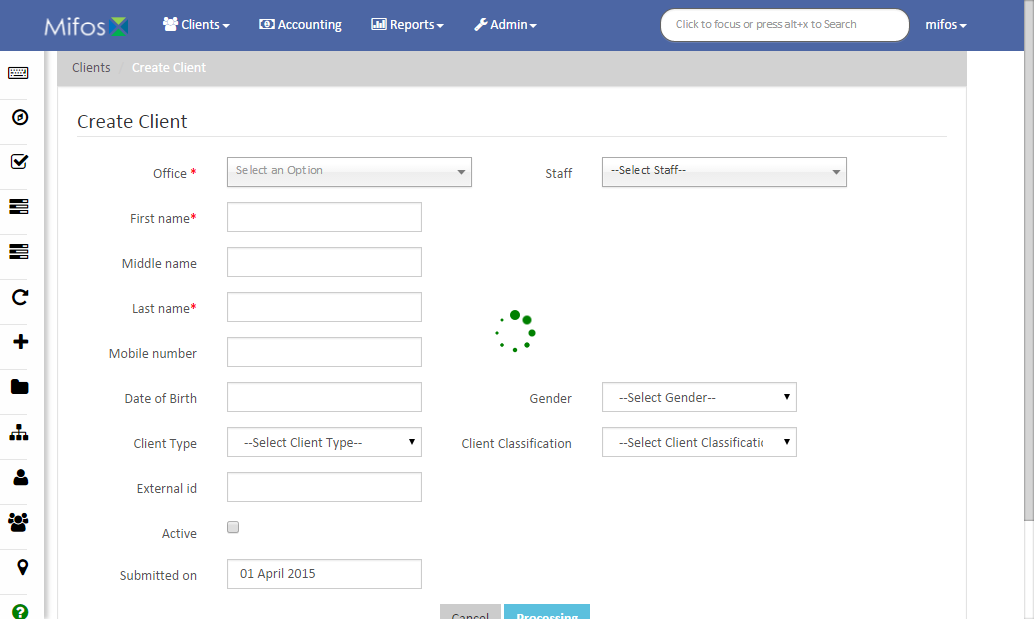 Mifos Clients Accounting Reports Admin Click to focus or press alt+x to Search mifos
Clients / Create Client
Create Client
Office * Select an Option Staff --Select Staff--
First name*
Middle name
Last name*
Mobile number
Date of Birth Gender --Select Gender--
Client Type --Select Client Type-- Client Classification --Select Client Classificatic
External id
Active
Submitted on 01 April 2015
Cancel Processing